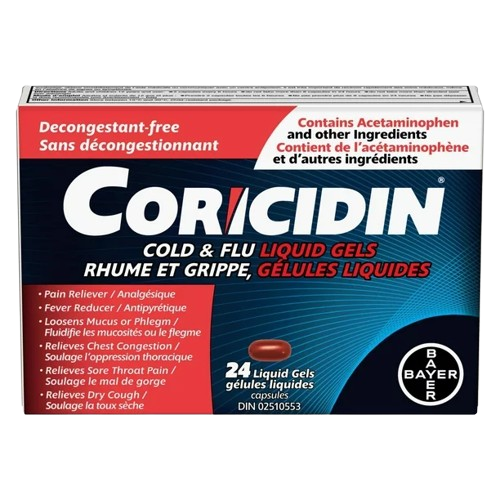 Decongestant-free
Sans décongestionnant
Contains Acetaminophen
and other Ingredients
Contient de l'acétaminophène
et d'autres ingrédients
CORICIDIN®
COLD & FLU LIQUID GELS
RHUME ET GRIPPE, GÉLULES LIQUIDES
• Pain Reliever / Analgésique
• Fever Reducer / Antipyrétique
• Loosens Mucus or Phlegm /
Fluidifie les mucosités ou le flegme
• Relieves Chest Congestion /
Soulage l'oppression thoracique
• Relieves Sore Throat Pain /
Soulage le mal de gorge
• Relieves Dry Cough /
Soulage la toux sèche
24 Liquid Gels
gélules liquides
capsules
DIN 02510553
BAYER
BAYER